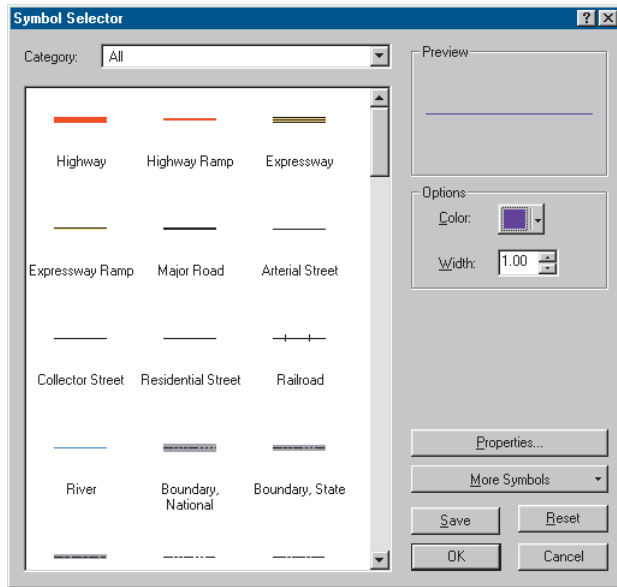 Symbol Selector
Category: All
Highway
Highway Ramp
Expressway
Expressway Ramp
Major Road
Arterial Street
Collector Street
Residential Street
Railroad
River
Boundary,
National
Boundary, State
Preview
Options
Color:
Width: 1.00
Properties...
More Symbols
Save
Reset
OK
Cancel